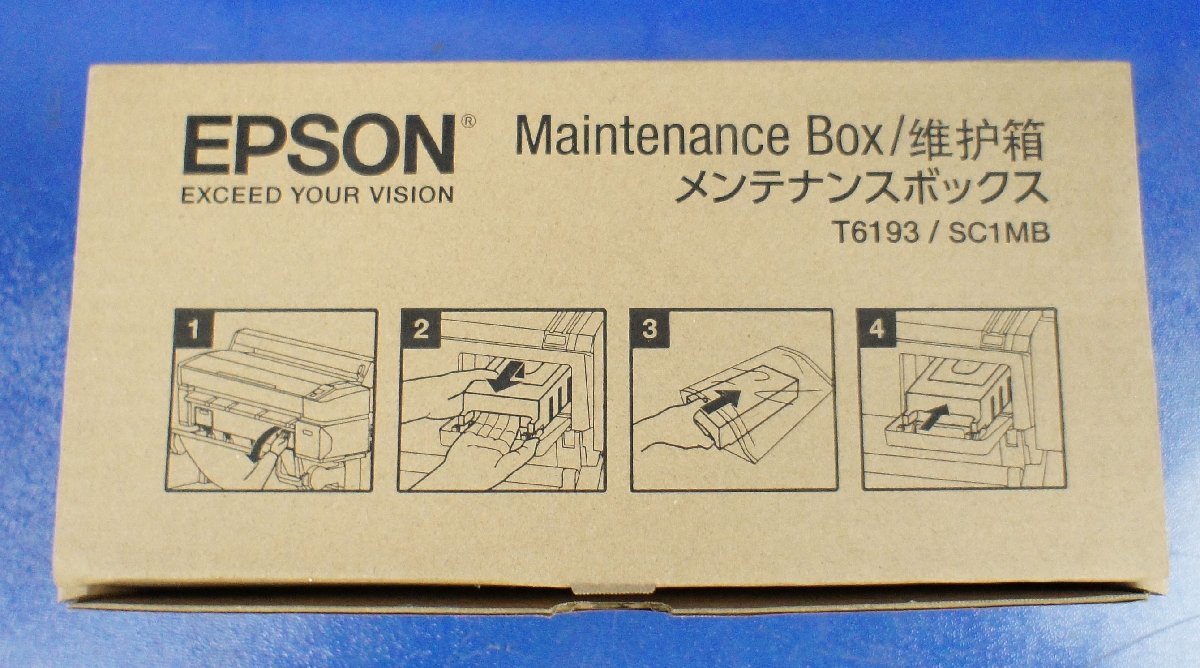 EPSON®
EXCEED YOUR VISION
Maintenance Box/维护箱
メンテナンスボックス
T6193 / SC1MB
1
2
3
4